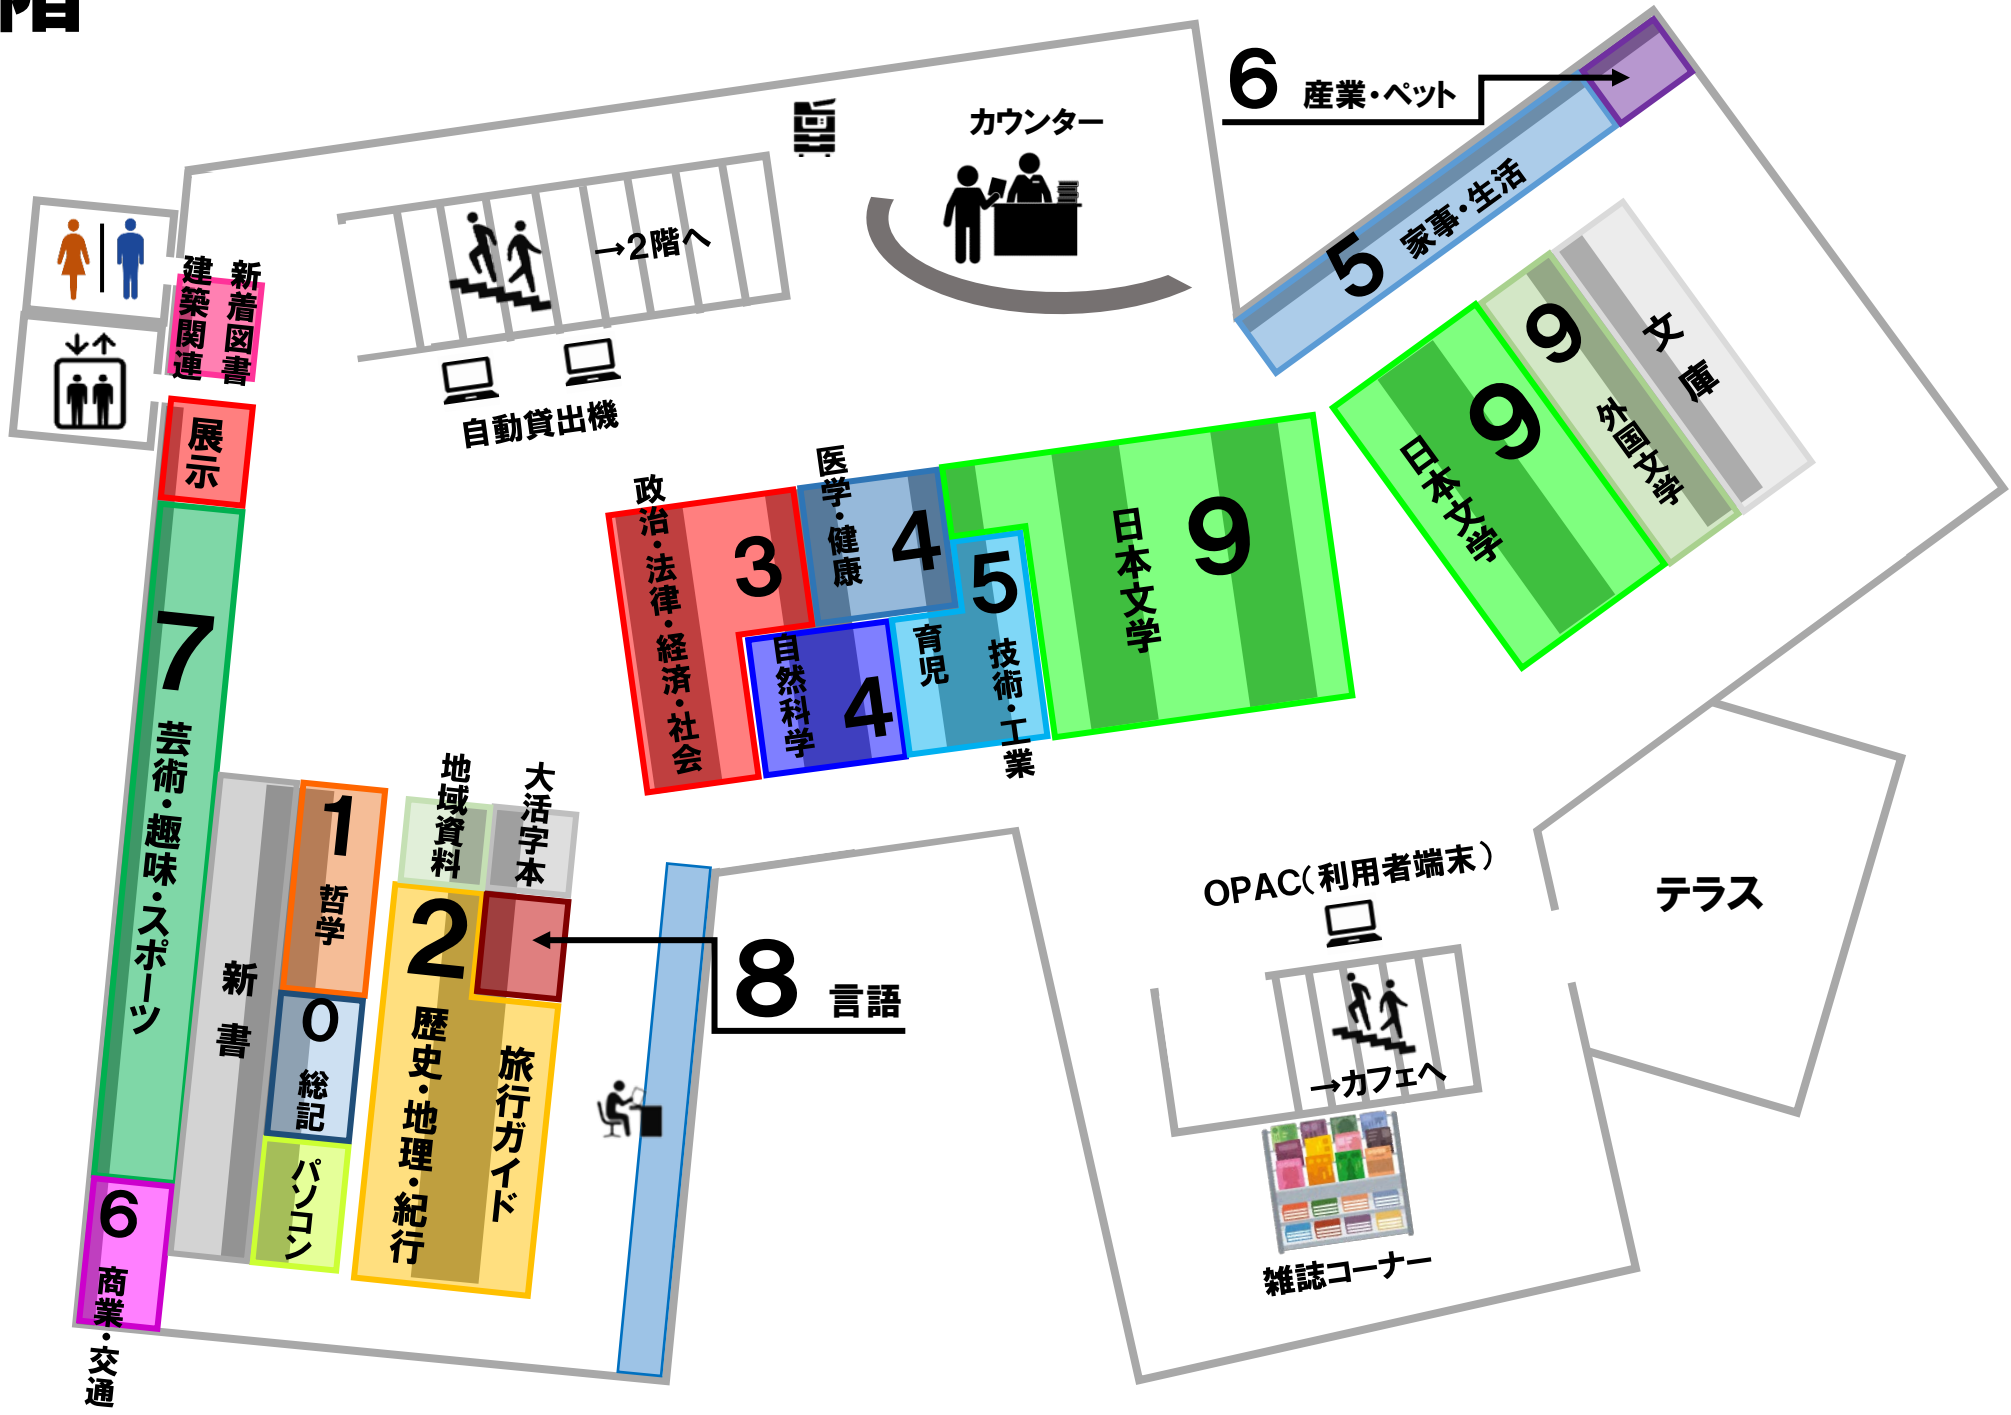 階
6 産業・ペット
カウンター
5 家事・生活
→2階へ
新着図書
建築関連
自動貸出機
展示
文庫
9 外国文学
9 日本文学
9 日本文学
3 政治・法律・経済・社会
4 医学・健康
4 自然科学
5 技術・工業
育児
7 芸術・趣味・スポーツ
新書
1 哲学
0 総記
パソコン
地域資料
大活字本
2 歴史・地理・紀行
旅行ガイド
8 言語
6 商業・交通
OPAC(利用者端末)
→カフェへ
雑誌コーナー
テラス